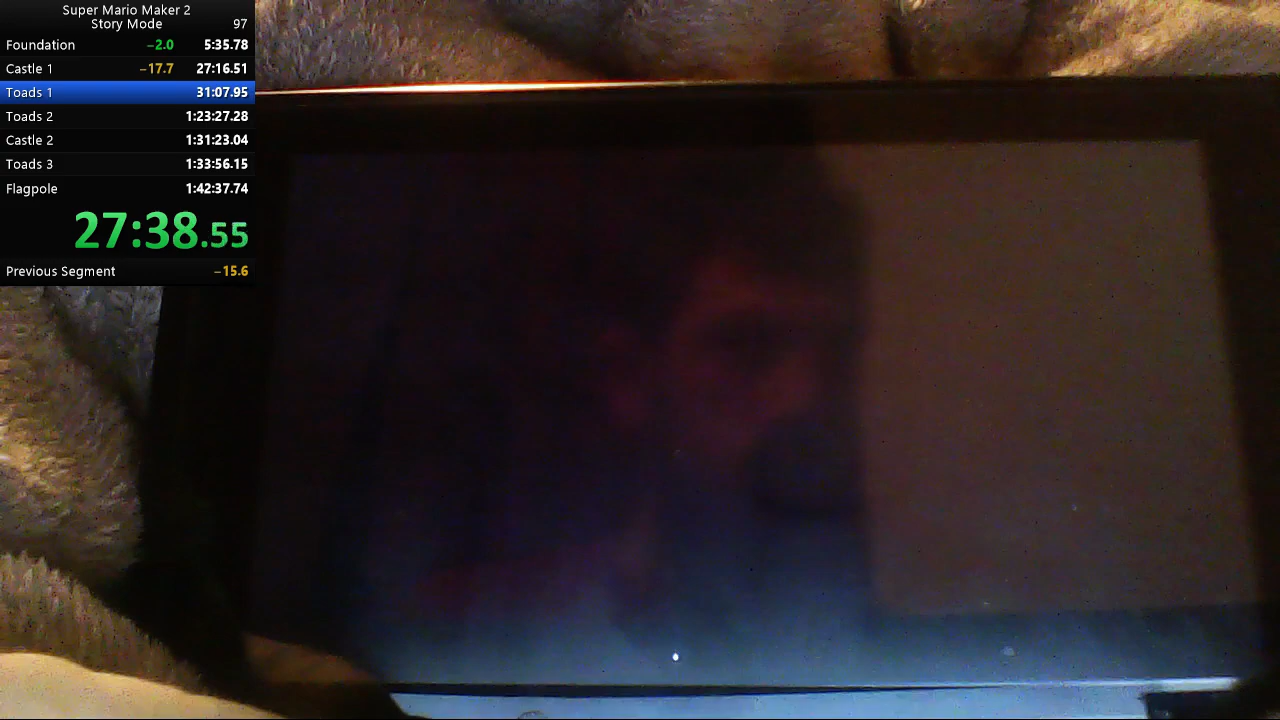 Super Mario Maker 2
Story Mode 97
Foundation −2.0 5:35.78
Castle 1 −17.7 27:16.51
Toads 1 31:07.95
Toads 2 1:23:27.28
Castle 2 1:31:23.04
Toads 3 1:33:56.15
Flagpole 1:42:37.74
27:38.55
Previous Segment −15.6